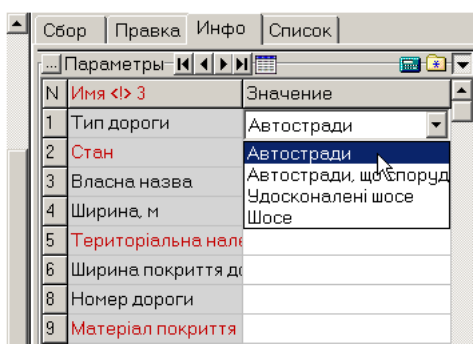 Сбор Правка Инфо Список
... Параметры
N Имя <!> 3 Значение
1 Тип дороги Автостради
2 Стан Автостради
3 Власна назва Автостради, що споруд
Удосконалені шосе
4 Ширина, м Шосе
5 Територіальна нале
6 Ширина покриття до
8 Номер дороги
9 Матеріал покриття